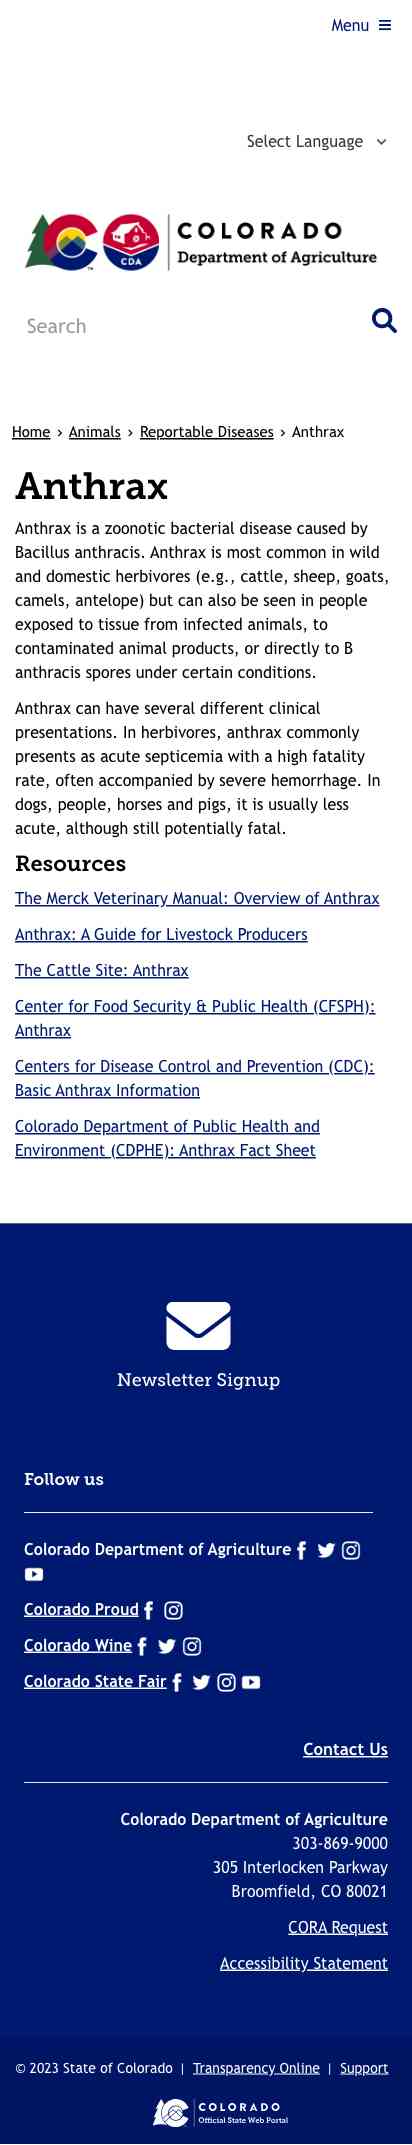 Menu
Select Language
COLORADO
Department of Agriculture
CDA
TM
Search
Home › Animals › Reportable Diseases › Anthrax
Anthrax
Anthrax is a zoonotic bacterial disease caused by
Bacillus anthracis. Anthrax is most common in wild
and domestic herbivores (e.g., cattle, sheep, goats,
camels, antelope) but can also be seen in people
exposed to tissue from infected animals, to
contaminated animal products, or directly to B
anthracis spores under certain conditions.
Anthrax can have several different clinical
presentations. In herbivores, anthrax commonly
presents as acute septicemia with a high fatality
rate, often accompanied by severe hemorrhage. In
dogs, people, horses and pigs, it is usually less
acute, although still potentially fatal.
Resources
The Merck Veterinary Manual: Overview of Anthrax
Anthrax: A Guide for Livestock Producers
The Cattle Site: Anthrax
Center for Food Security & Public Health (CFSPH):
Anthrax
Centers for Disease Control and Prevention (CDC):
Basic Anthrax Information
Colorado Department of Public Health and
Environment (CDPHE): Anthrax Fact Sheet
Newsletter Signup
Follow us
Colorado Department of Agriculture
Colorado Proud
Colorado Wine
Colorado State Fair
Contact Us
Colorado Department of Agriculture
303-869-9000
305 Interlocken Parkway
Broomfield, CO 80021
CORA Request
Accessibility Statement
© 2023 State of Colorado | Transparency Online | Support
COLORADO
Official State Web Portal